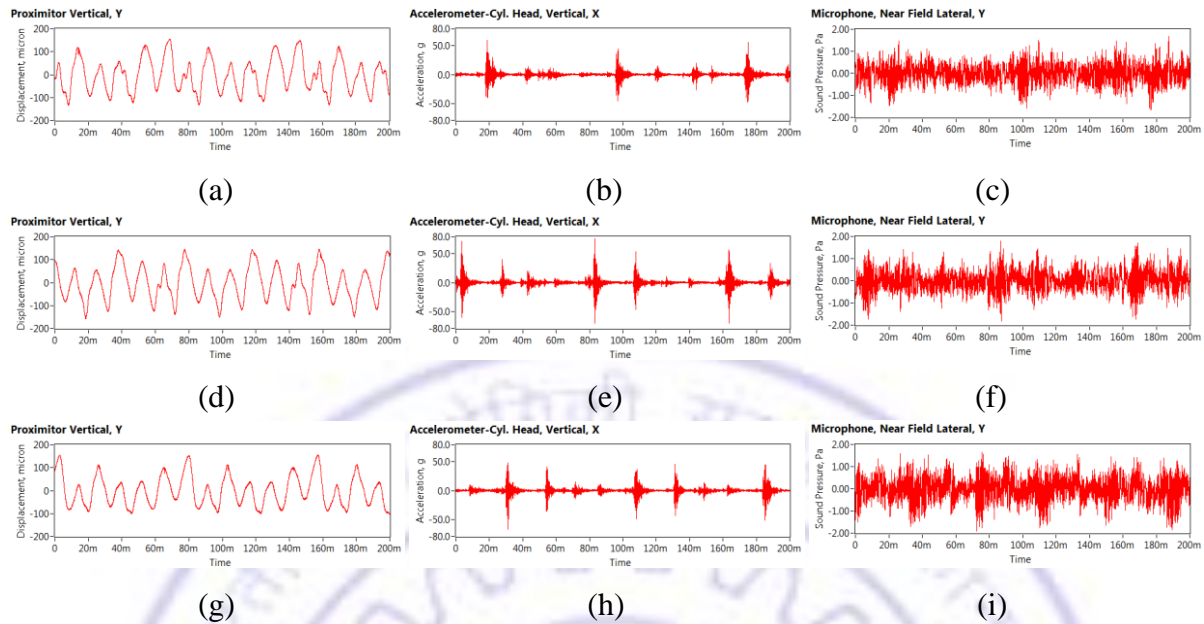 Proximitor Vertical, Y
Accelerometer-Cyl. Head, Vertical, X
Microphone, Near Field Lateral, Y
Displacement, micron
200
100
0
-100
-200
0 20m 40m 60m 80m 100m 120m 140m 160m 180m 200m
Time
Acceleration, g
80.0
50.0
0.0
-50.0
-80.0
0 20m 40m 60m 80m 100m 120m 140m 160m 180m 200m
Time
Sound Pressure, Pa
2.00
1.00
0.00
-1.00
-2.00
0 20m 40m 60m 80m 100m 120m 140m 160m 180m 200m
Time
(a)
(b)
(c)
Proximitor Vertical, Y
Accelerometer-Cyl. Head, Vertical, X
Microphone, Near Field Lateral, Y
Displacement, micron
200
100
0
-100
-200
0 20m 40m 60m 80m 100m 120m 140m 160m 180m 200m
Time
Acceleration, g
80.0
50.0
0.0
-50.0
-80.0
0 20m 40m 60m 80m 100m 120m 140m 160m 180m 200m
Time
Sound Pressure, Pa
2.00
1.00
0.00
-1.00
-2.00
0 20m 40m 60m 80m 100m 120m 140m 160m 180m 200m
Time
(d)
(e)
(f)
Proximitor Vertical, Y
Accelerometer-Cyl. Head, Vertical, X
Microphone, Near Field Lateral, Y
Displacement, micron
200
100
0
-100
-200
0 20m 40m 60m 80m 100m 120m 140m 160m 180m 200m
Time
Acceleration, g
80.0
50.0
0.0
-50.0
-80.0
0 20m 40m 60m 80m 100m 120m 140m 160m 180m 200m
Time
Sound Pressure, Pa
2.00
1.00
0.00
-1.00
-2.00
0 20m 40m 60m 80m 100m 120m 140m 160m 180m 200m
Time
(g)
(h)
(i)